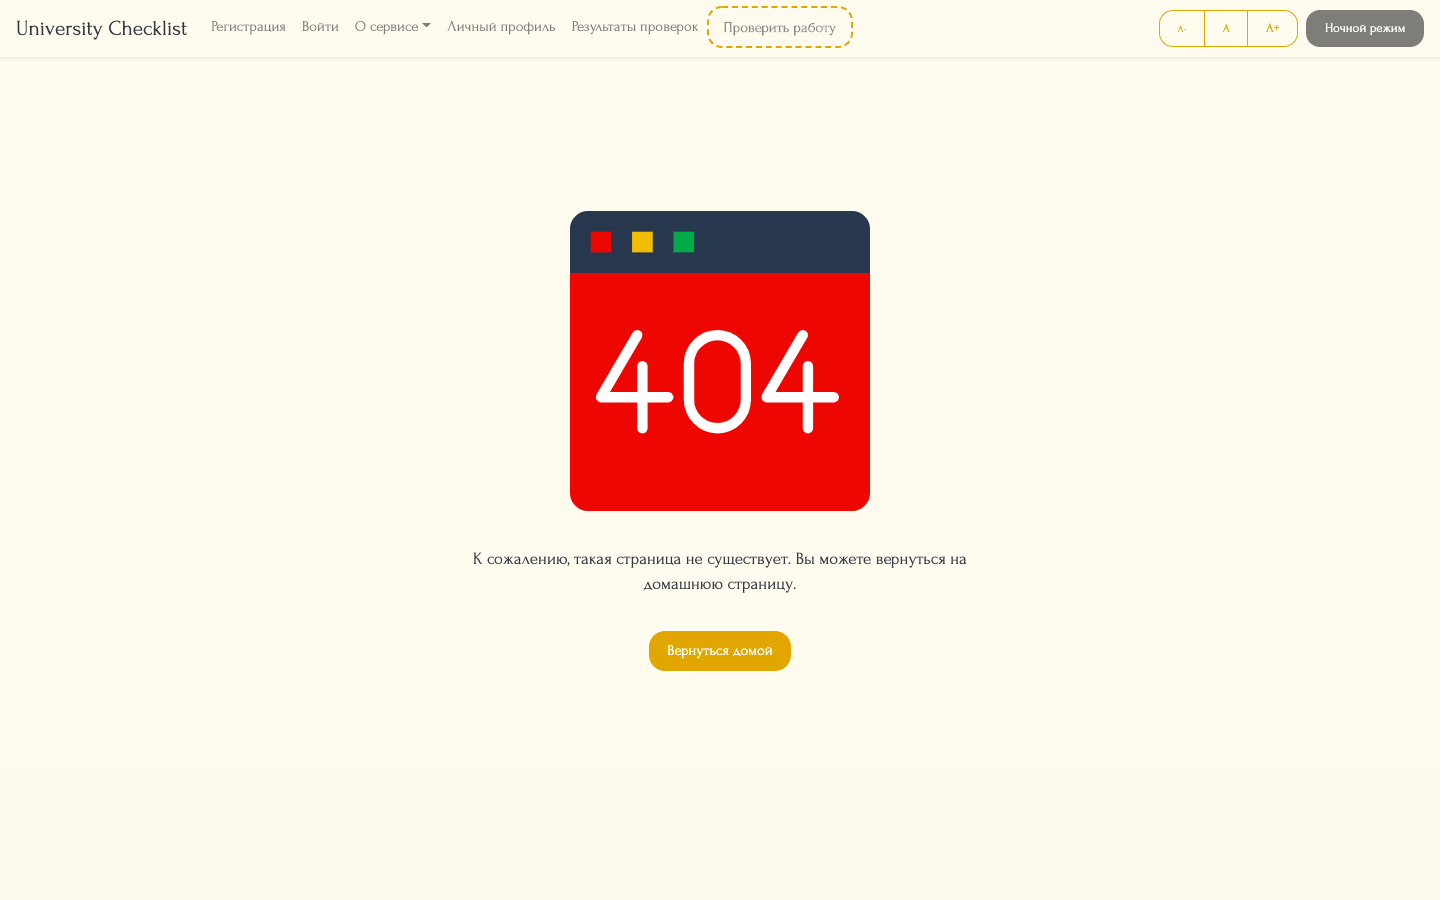 University Checklist
Регистрация
Войти
О сервисе
Личный профиль
Результаты проверок
Проверить работу
A-
A
A+
Ночной режим
404
К сожалению, такая страница не существует. Вы можете вернуться на
домашнюю страницу.
Вернуться домой